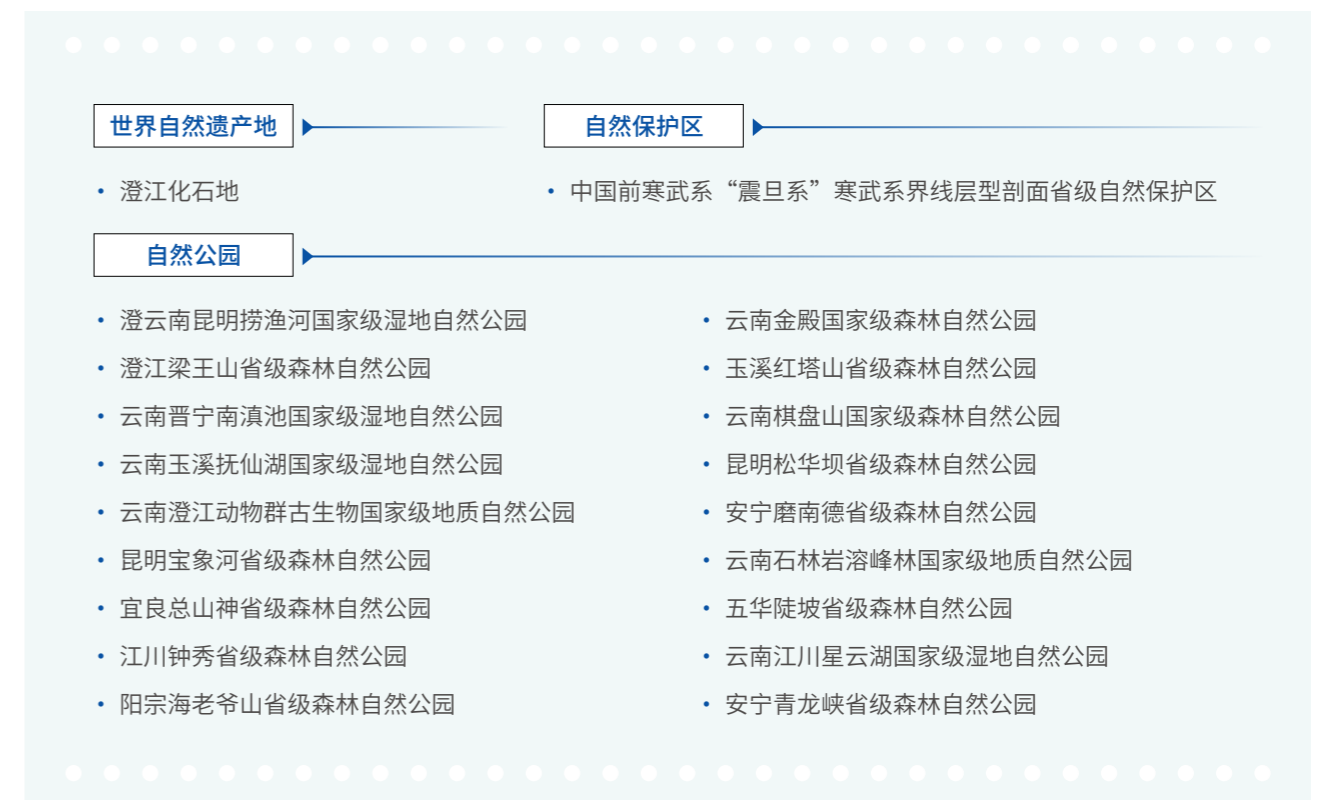 世界自然遗产地
自然保护区
• 澄江化石地
• 中国前寒武系“震旦系”寒武系界线层型剖面省级自然保护区
自然公园
• 澄云南昆明捞渔河国家级湿地自然公园
• 云南金殿国家级森林自然公园
• 澄江梁王山省级森林自然公园
• 玉溪红塔山省级森林自然公园
• 云南晋宁南滇池国家级湿地自然公园
• 云南棋盘山国家级森林自然公园
• 云南玉溪抚仙湖国家级湿地自然公园
• 昆明松华坝省级森林自然公园
• 云南澄江动物群古生物国家级地质自然公园
• 安宁磨南德省级森林自然公园
• 昆明宝象河省级森林自然公园
• 云南石林岩溶峰林国家级地质自然公园
• 宜良总山神省级森林自然公园
• 五华陡坡省级森林自然公园
• 江川钟秀省级森林自然公园
• 云南江川星云湖国家级湿地自然公园
• 阳宗海老爷山省级森林自然公园
• 安宁青龙峡省级森林自然公园